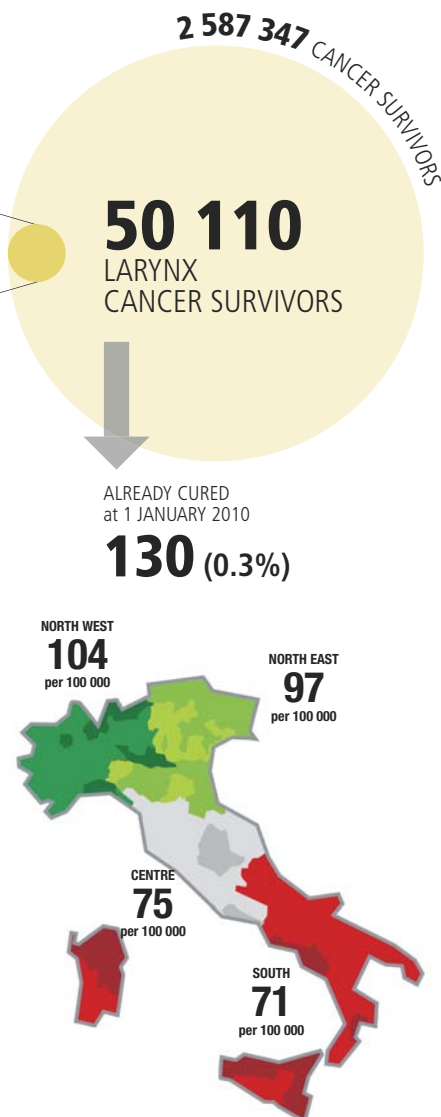 2 587 347 CANCER SURVIVORS
50 110
LARYNX
CANCER SURVIVORS
ALREADY CURED
at 1 JANUARY 2010
130 (0.3%)
NORTH WEST
104
per 100 000
NORTH EAST
97
per 100 000
CENTRE
75
per 100 000
SOUTH
71
per 100 000